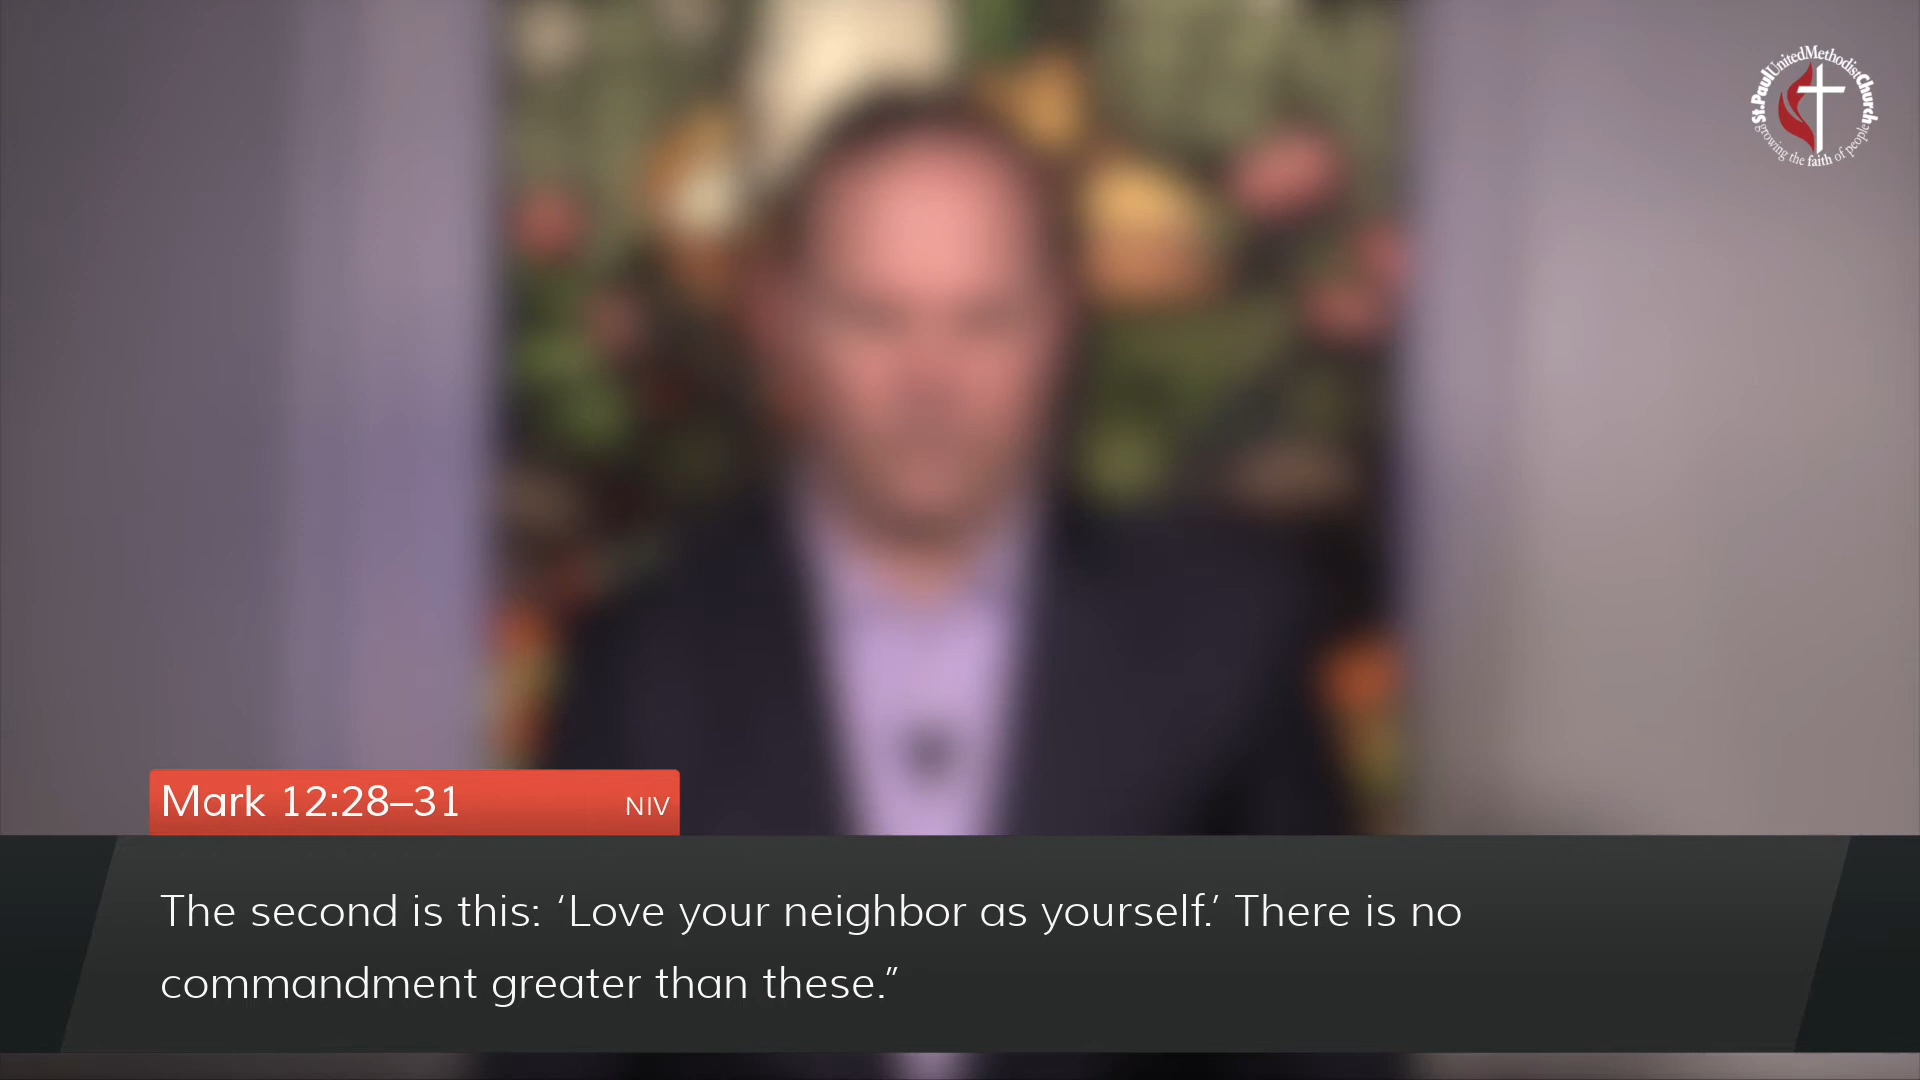 St.Paul United Methodist Church
growing the faith of people
Mark 12:28–31
NIV
The second is this: ‘Love your neighbor as yourself.’ There is no
commandment greater than these.”